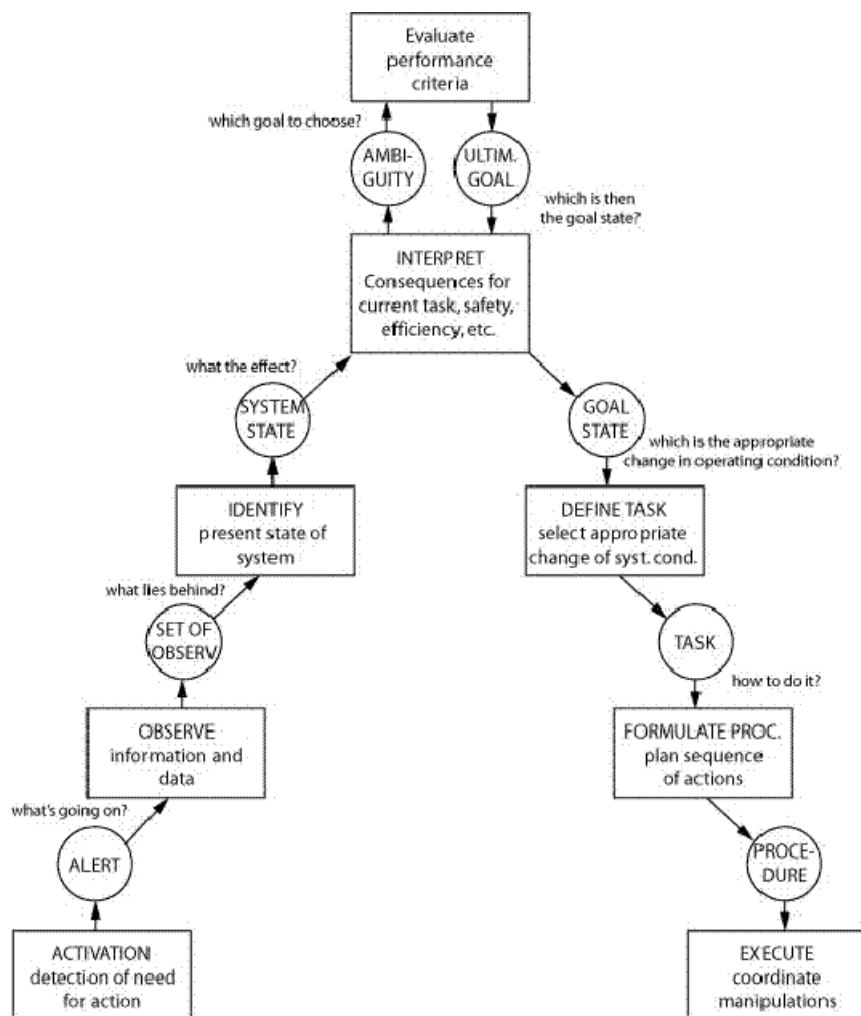 Evaluate
performance
criteria
which goal to choose?
AMBI-
GUITY
ULTIM.
GOAL
which is then
the goal state?
INTERPRET
Consequences for
current task, safety,
efficiency, etc.
what the effect?
SYSTEM
STATE
GOAL
STATE
which is the appropriate
change in operating condition?
IDENTIFY
present state of
system
DEFINE TASK
select appropriate
change of syst. cond.
what lies behind?
SET OF
OBSERV
TASK
how to do it?
OBSERVE
information and
data
FORMULATE PROC.
plan sequence
of actions
what's going on?
ALERT
PROCE-
DURE
ACTIVATION
detection of need
for action
EXECUTE
coordinate
manipulations